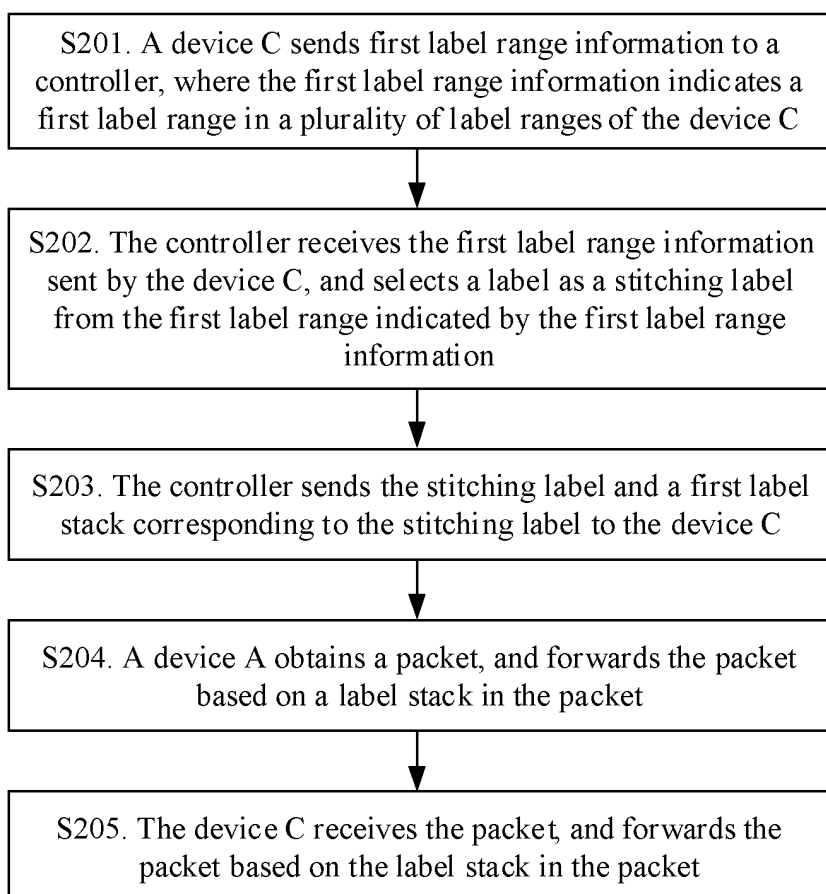 S201. A device C sends first label range information to a
controller, where the first label range information indicates a
first label range in a plurality of label ranges of the device C
S202. The controller receives the first label range information
sent by the device C, and selects a label as a stitching label
from the first label range indicated by the first label range
information
S203. The controller sends the stitching label and a first label
stack corresponding to the stitching label to the device C
S204. A device A obtains a packet, and forwards the packet
based on a label stack in the packet
S205. The device C receives the packet, and forwards the
packet based on the label stack in the packet